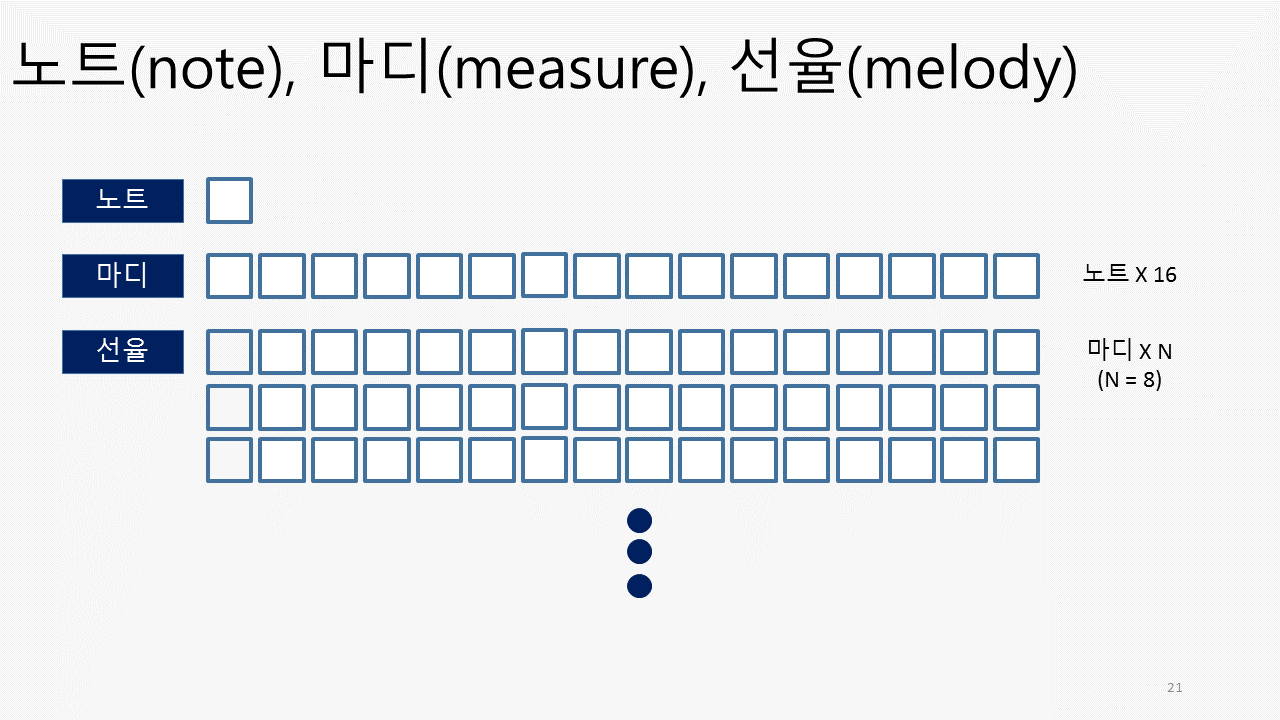 노트(note), 마디(measure), 선율(melody)
노트
마디
노트 X 16
선율
마디 X N
(N = 8)
21